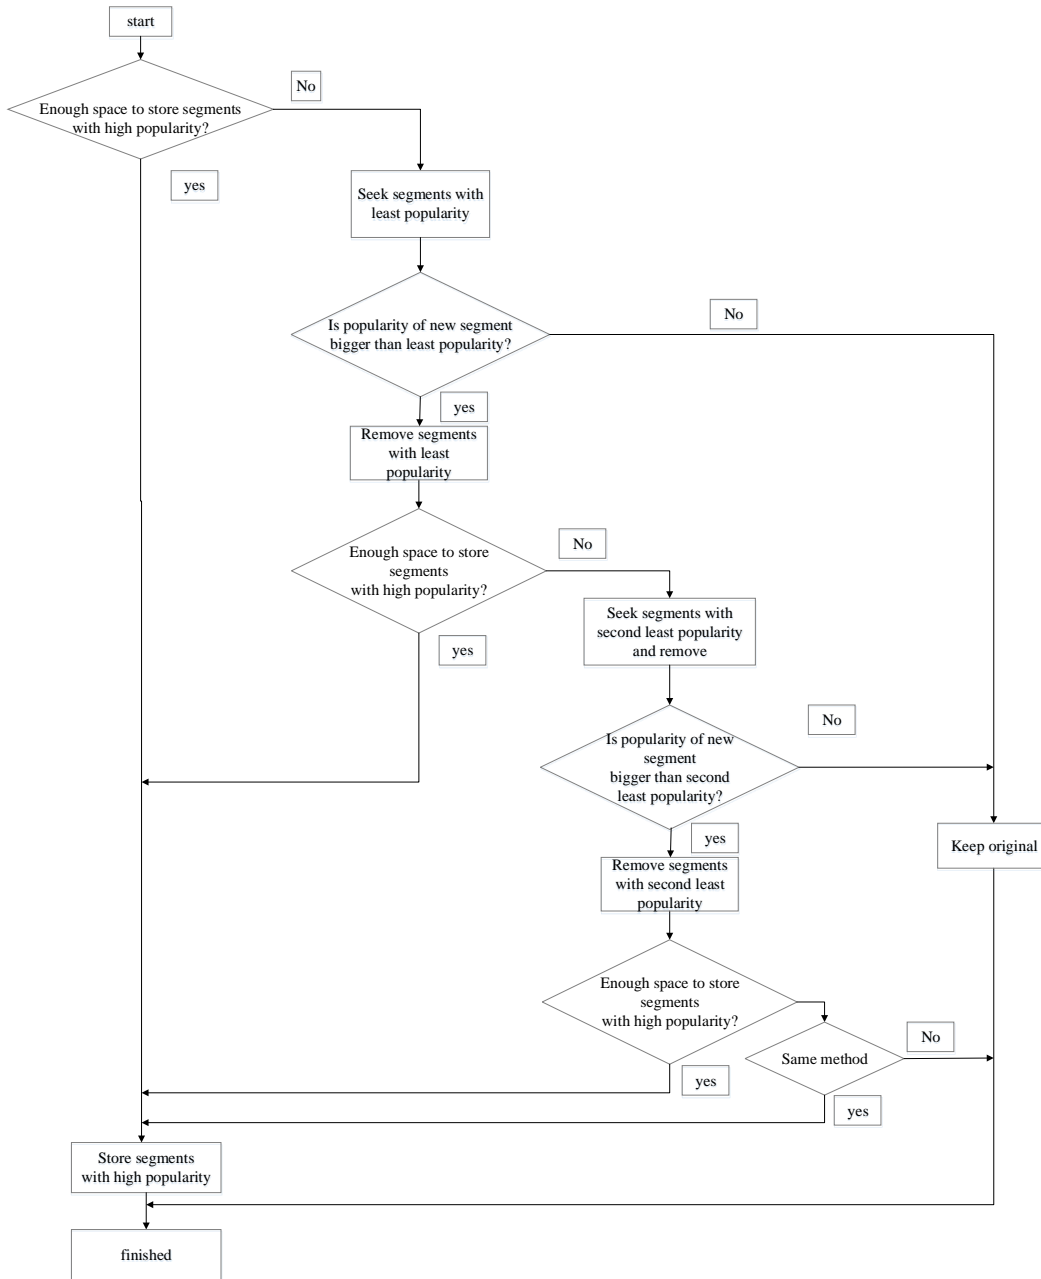 start
No
Enough space to store segments
with high popularity?
yes
Seek segments with
least popularity
Is popularity of new segment
bigger than least popularity?
No
yes
Remove segments
with least
popularity
Enough space to store
segments
with high popularity?
No
yes
Seek segments with
second least popularity
and remove
Is popularity of new
segment
bigger than second
least popularity?
No
yes
Keep original
Remove segments
with second least
popularity
Enough space to store
segments
with high popularity?
Same method
No
yes
yes
Store segments
with high popularity
finished